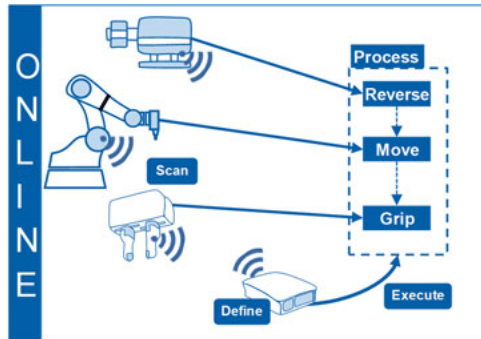 ONLINE
Process
Reverse
Move
Scan
Grip
Define
Execute